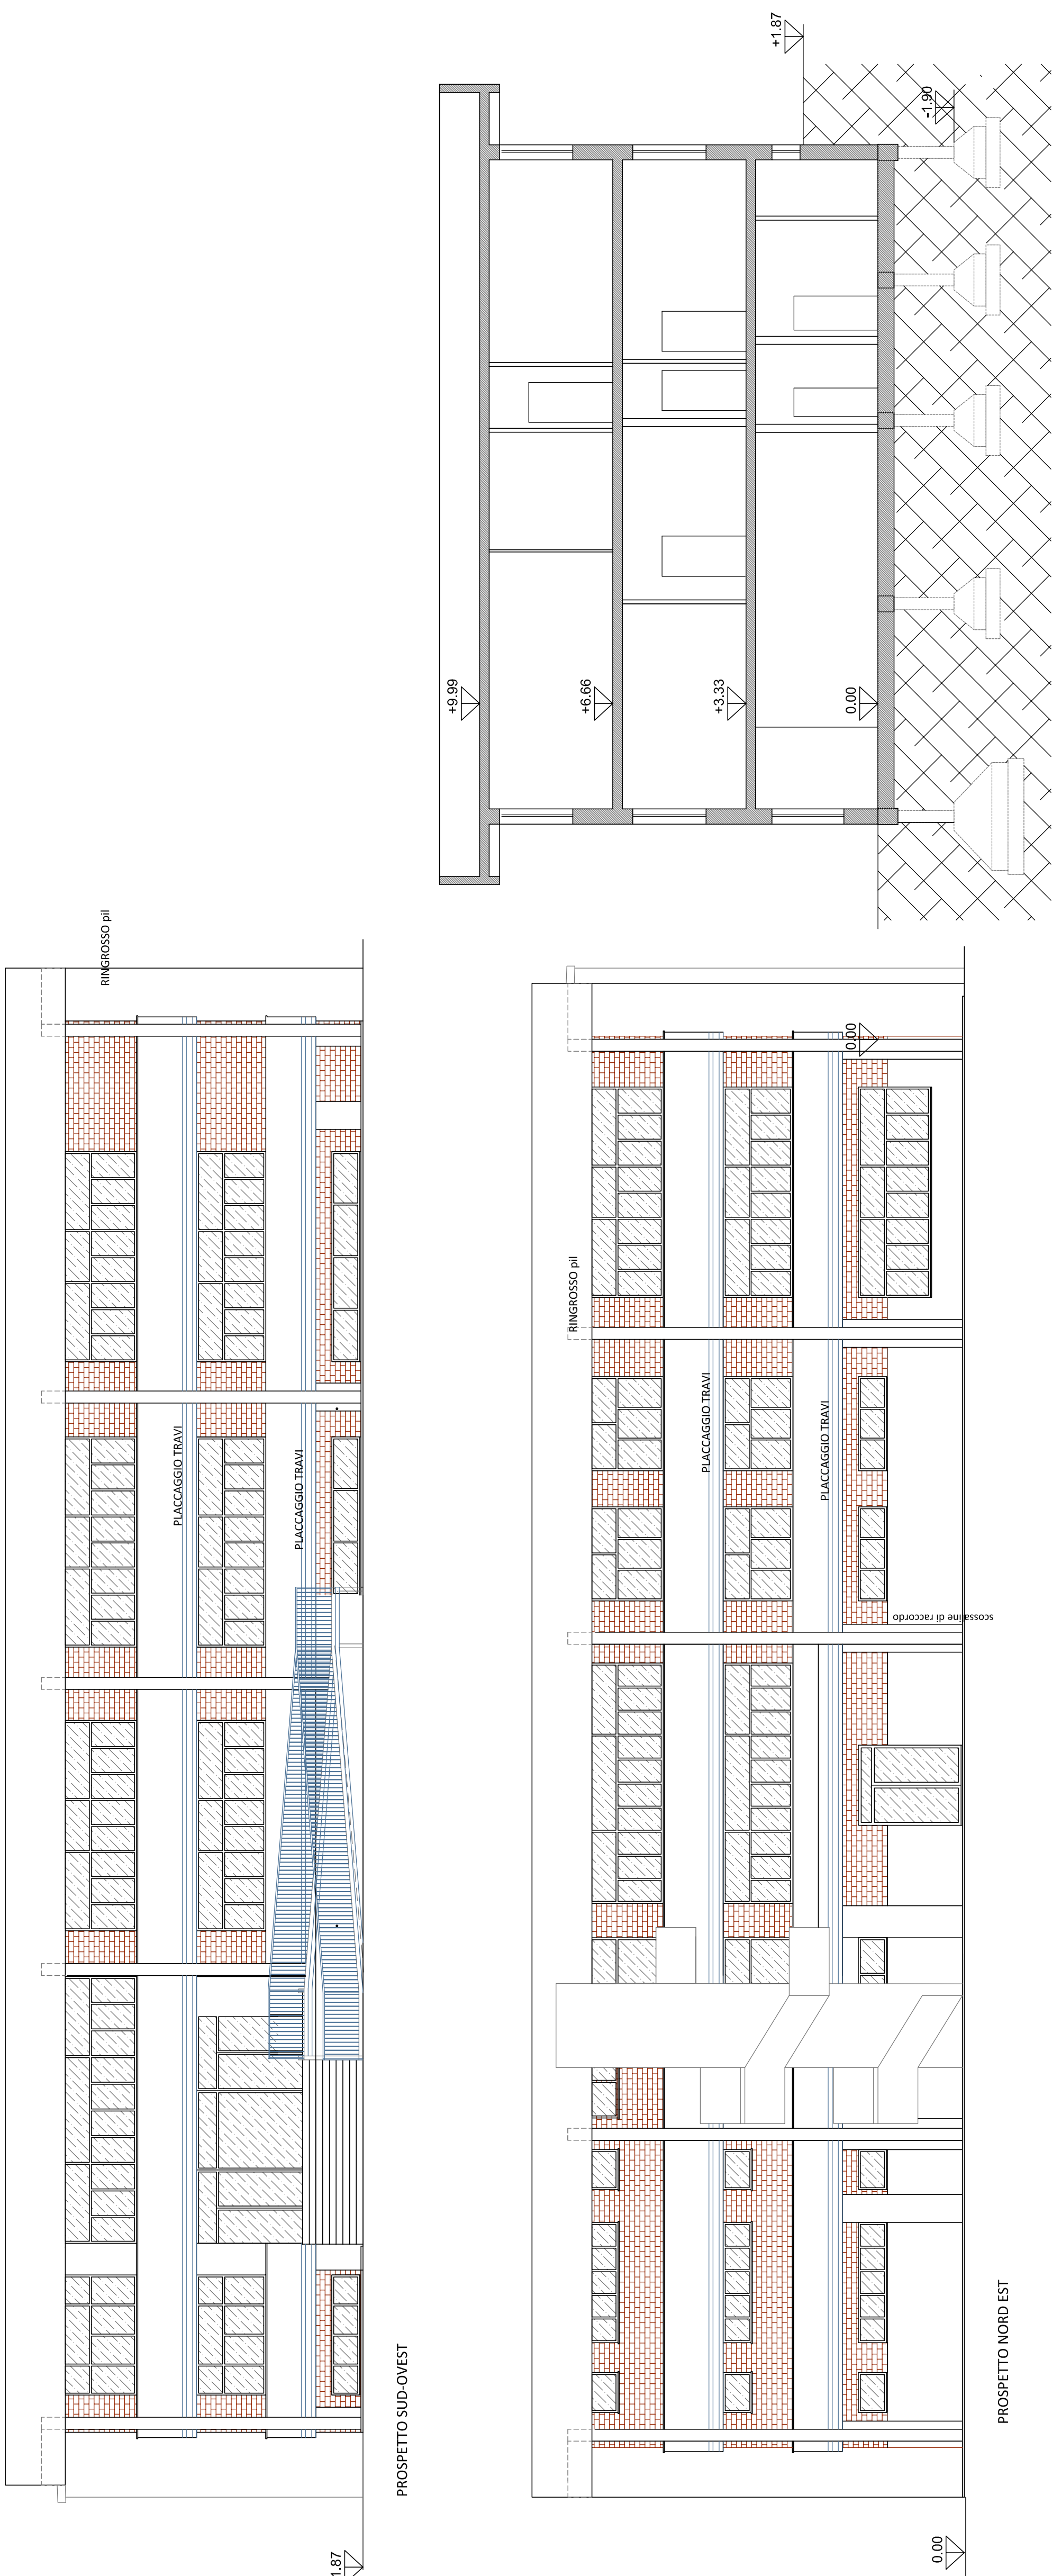 +1.87
-1.90
+9.99
+6.66
+3.33
0.00
RINGROSSO pil
PLACCAGGIO TRAVI
PLACCAGGIO TRAVI
PROSPETTO SUD-OVEST
1.87
0.00
RINGROSSO pil
PLACCAGGIO TRAVI
PLACCAGGIO TRAVI
scossaline di raccordo
PROSPETTO NORD EST
0.00